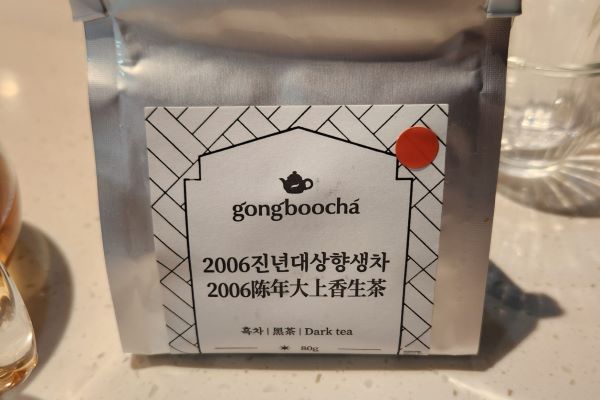 gongboochá
2006진년대상향생차
2006陈年大上香生茶
흑차 | 黑茶 | Dark tea
80g